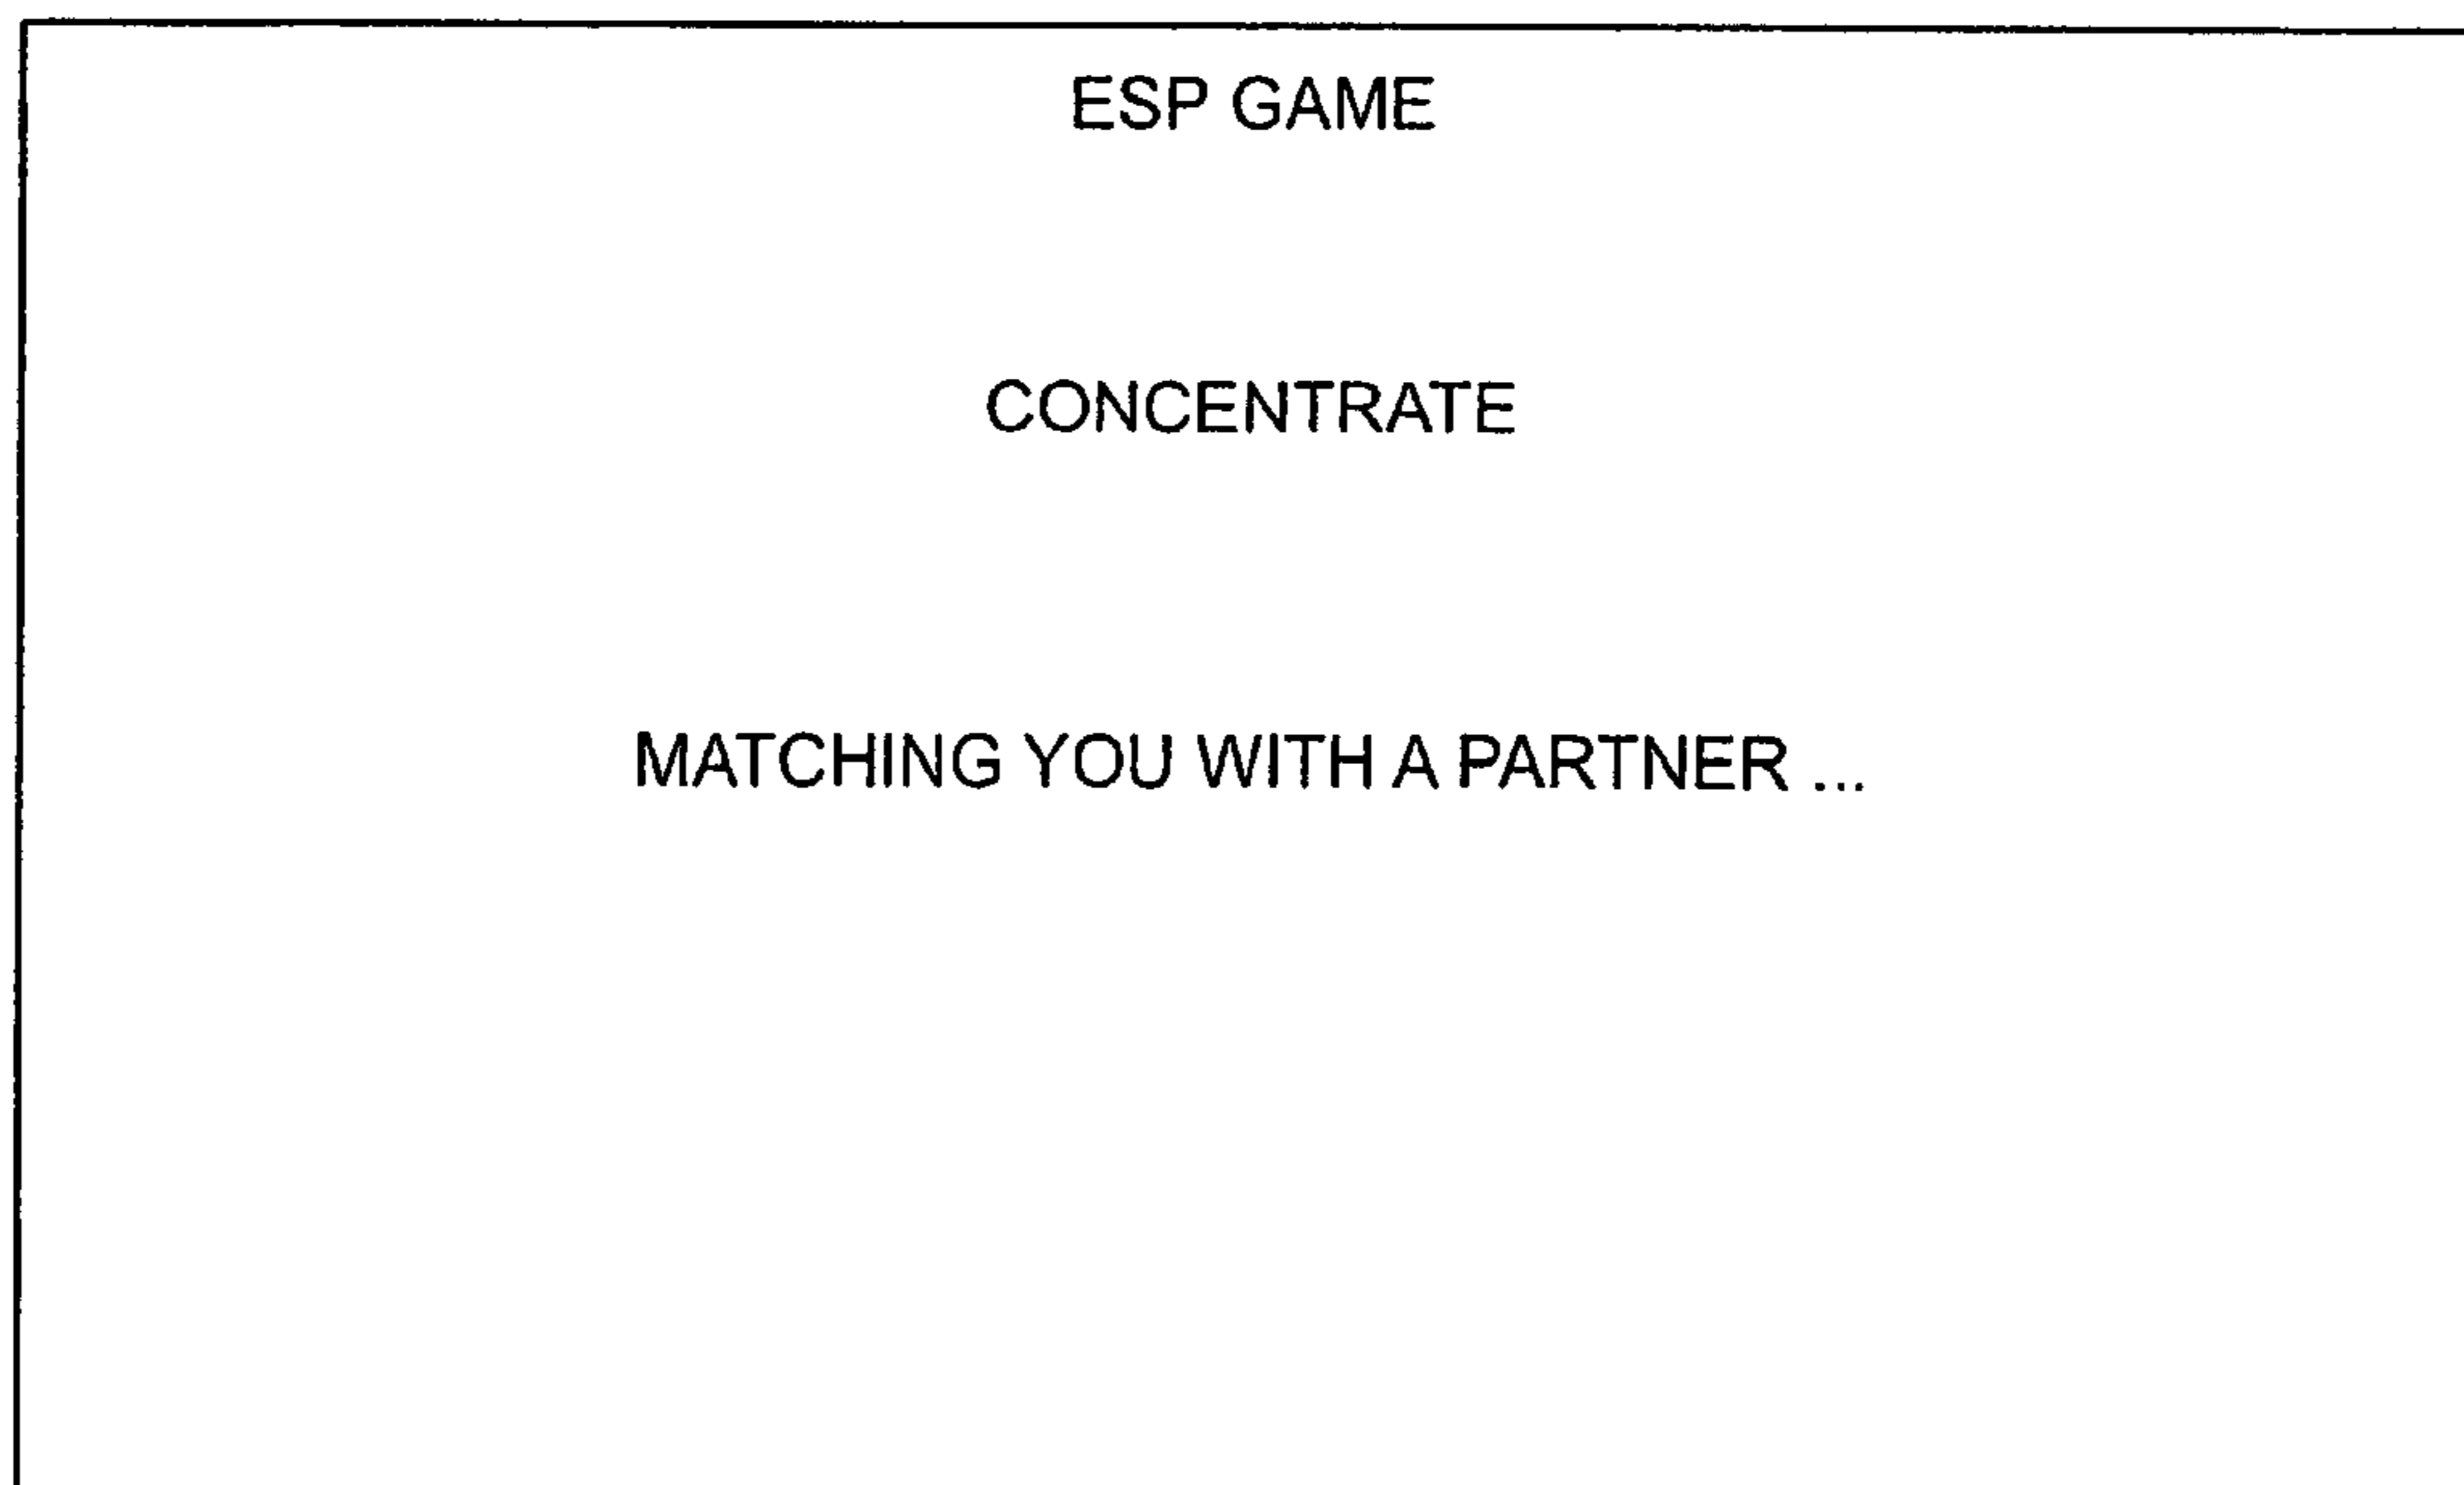 ESP GAME
CONCENTRATE
MATCHING YOU WITH A PARTNER ...